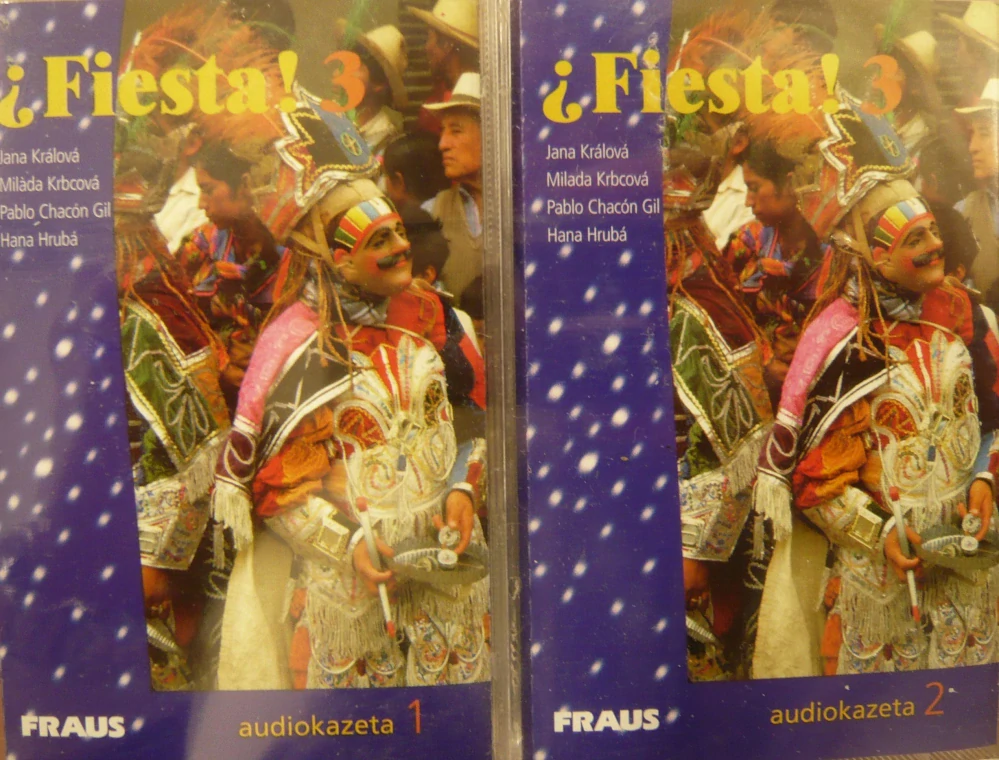 ¿Fiesta! 3
Jana Králová
Milada Krbcová
Pablo Chacón Gil
Hana Hrubá
FRAUS
audiokazeta 1
¿Fiesta! 3
Jana Králová
Milada Krbcová
Pablo Chacón Gil
Hana Hrubá
FRAUS
audiokazeta 2